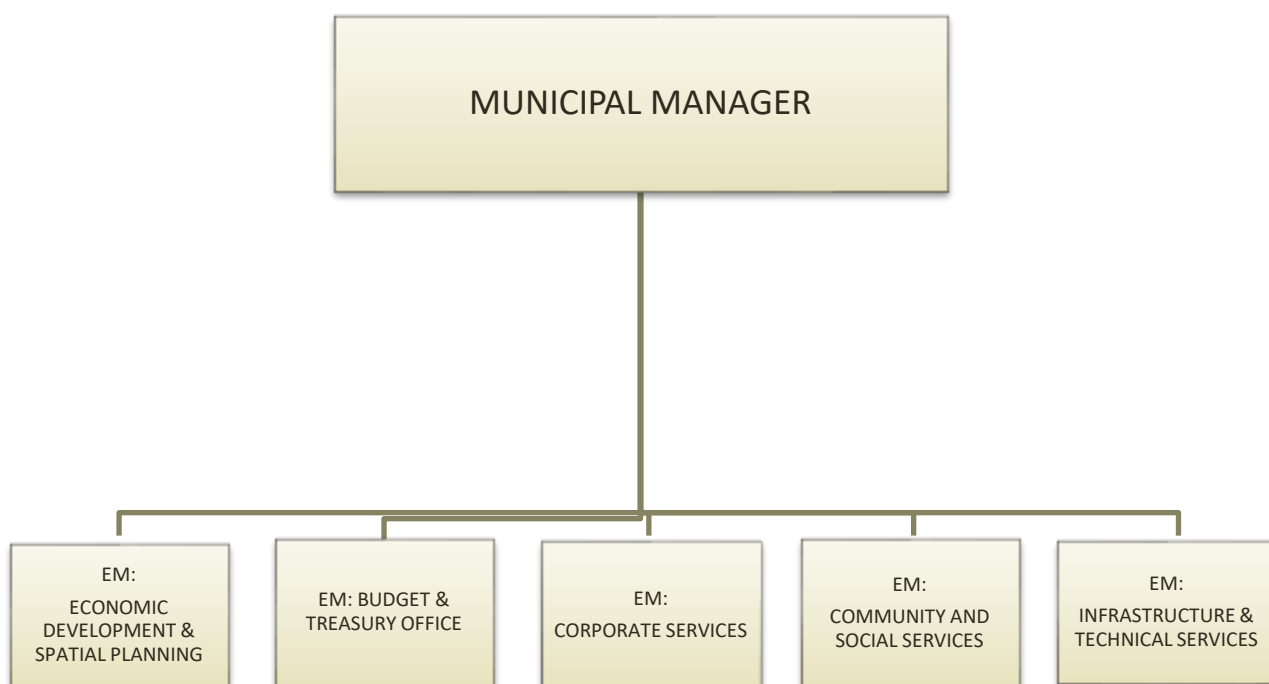 MUNICIPAL MANAGER
EM:
ECONOMIC
DEVELOPMENT &
SPATIAL PLANNING
EM: BUDGET &
TREASURY OFFICE
EM:
CORPORATE SERVICES
EM:
COMMUNITY AND
SOCIAL SERVICES
EM:
INFRASTRUCTURE &
TECHNICAL SERVICES